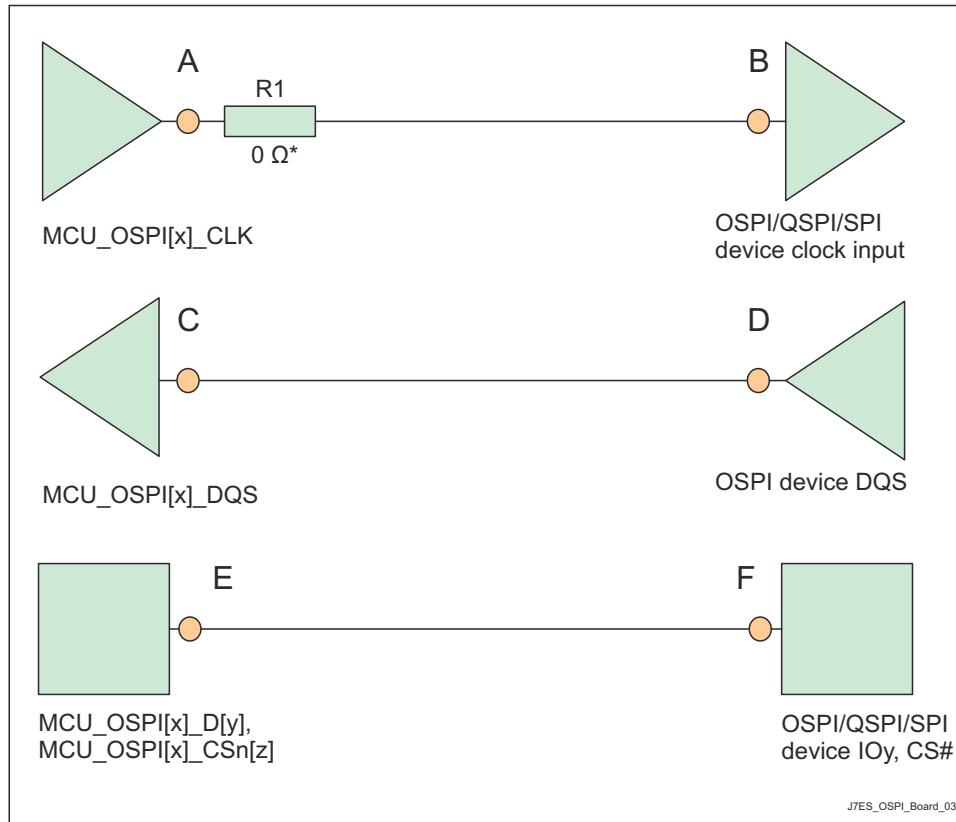 A
B
R1
0 Ω*
MCU_OSPI[x]_CLK
OSPI/QSPI/SPI
device clock input
C
D
MCU_OSPI[x]_DQS
OSPI device DQS
E
F
MCU_OSPI[x]_D[y],
MCU_OSPI[x]_CSn[z]
OSPI/QSPI/SPI
device IOy, CS#
J7ES_OSPI_Board_03